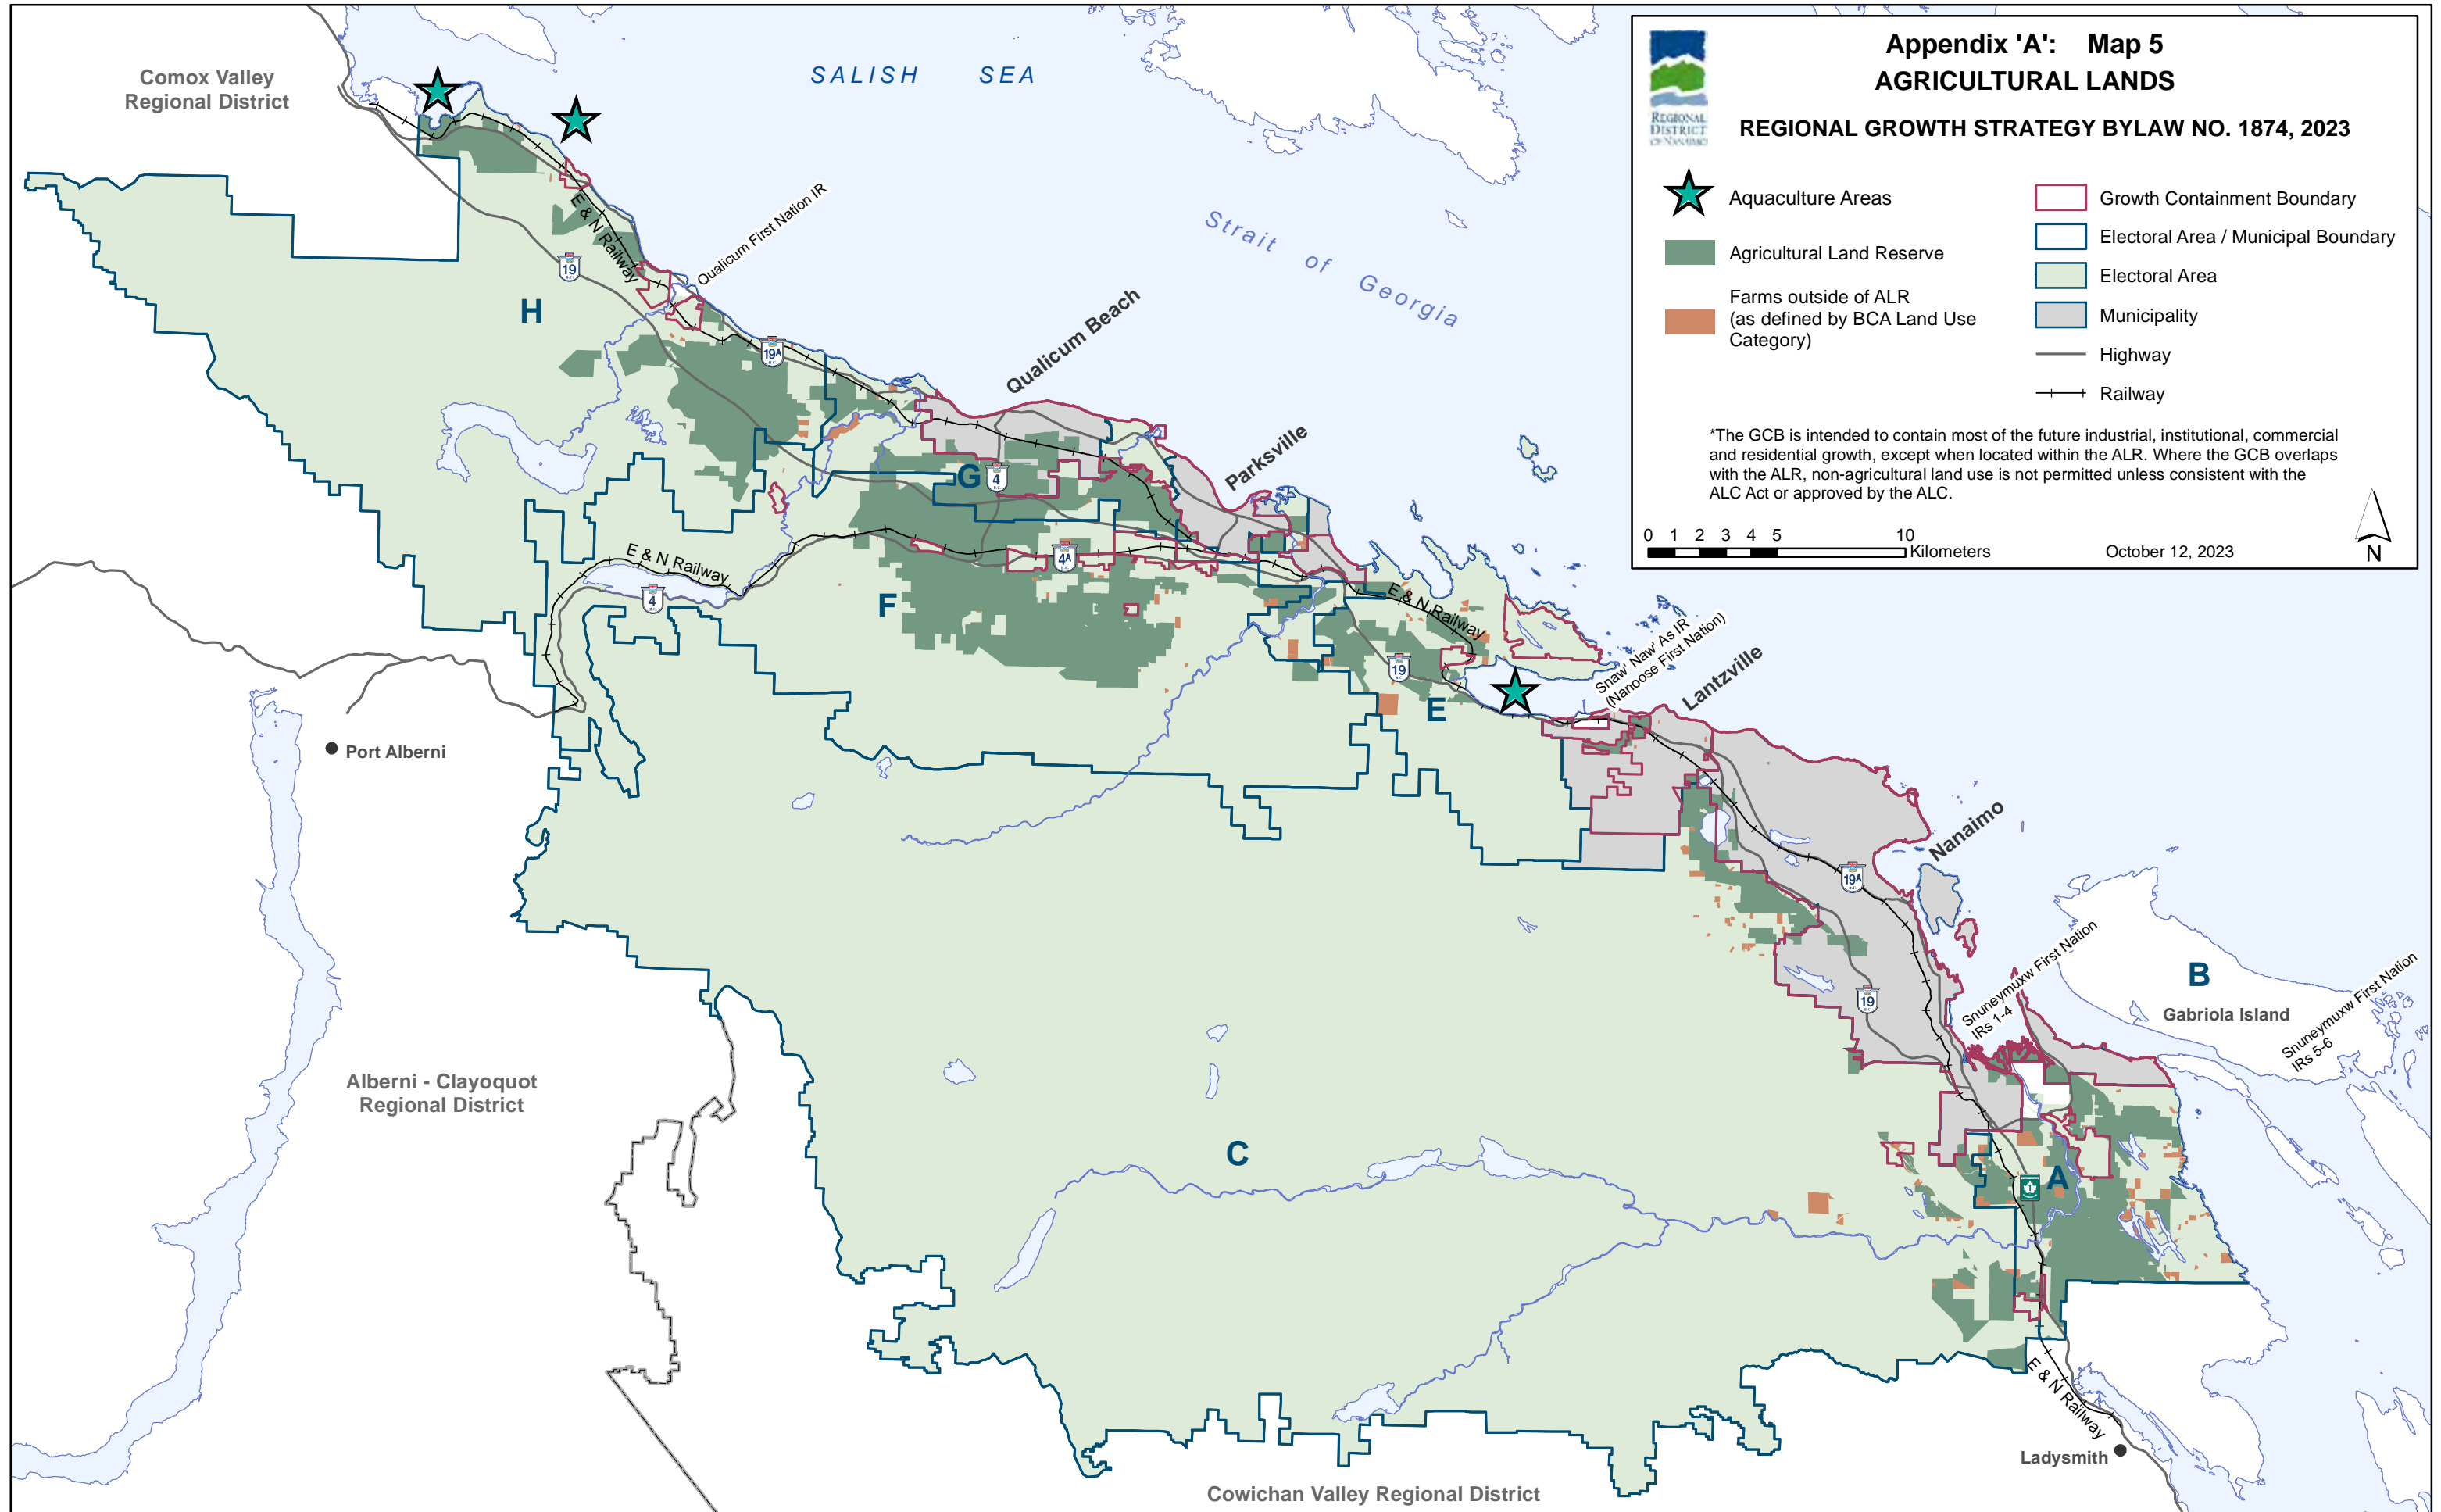 Appendix 'A': Map 5
AGRICULTURAL LANDS
REGIONAL GROWTH STRATEGY BYLAW NO. 1874, 2023
REGIONAL
DISTRICT
OF NANAIMO
Aquaculture Areas
Agricultural Land Reserve
Farms outside of ALR
(as defined by BCA Land Use
Category)
Growth Containment Boundary
Electoral Area / Municipal Boundary
Electoral Area
Municipality
Highway
Railway
*The GCB is intended to contain most of the future industrial, institutional, commercial
and residential growth, except when located within the ALR. Where the GCB overlaps
with the ALR, non-agricultural land use is not permitted unless consistent with the
ALC Act or approved by the ALC.
0 1 2 3 4 5 10
Kilometers
October 12, 2023
N
Comox Valley
Regional District
SALISH SEA
Strait of Georgia
Qualicum First Nation IR
E & N Railway
19
H
19A
Qualicum Beach
G
4
Parksville
E & N Railway
4
4A
F
E & N Railway
19
E
Snaw' Naw' As IR
(Nanoose First Nation)
Lantzville
Port Alberni
Nanaimo
19A
19
Snuneymuxw First Nation
IRs 1-4
B
Gabriola Island
Snuneymuxw First Nation
IRs 5-6
Alberni - Clayoquot
Regional District
C
A
1
E & N Railway
Ladysmith
Cowichan Valley Regional District